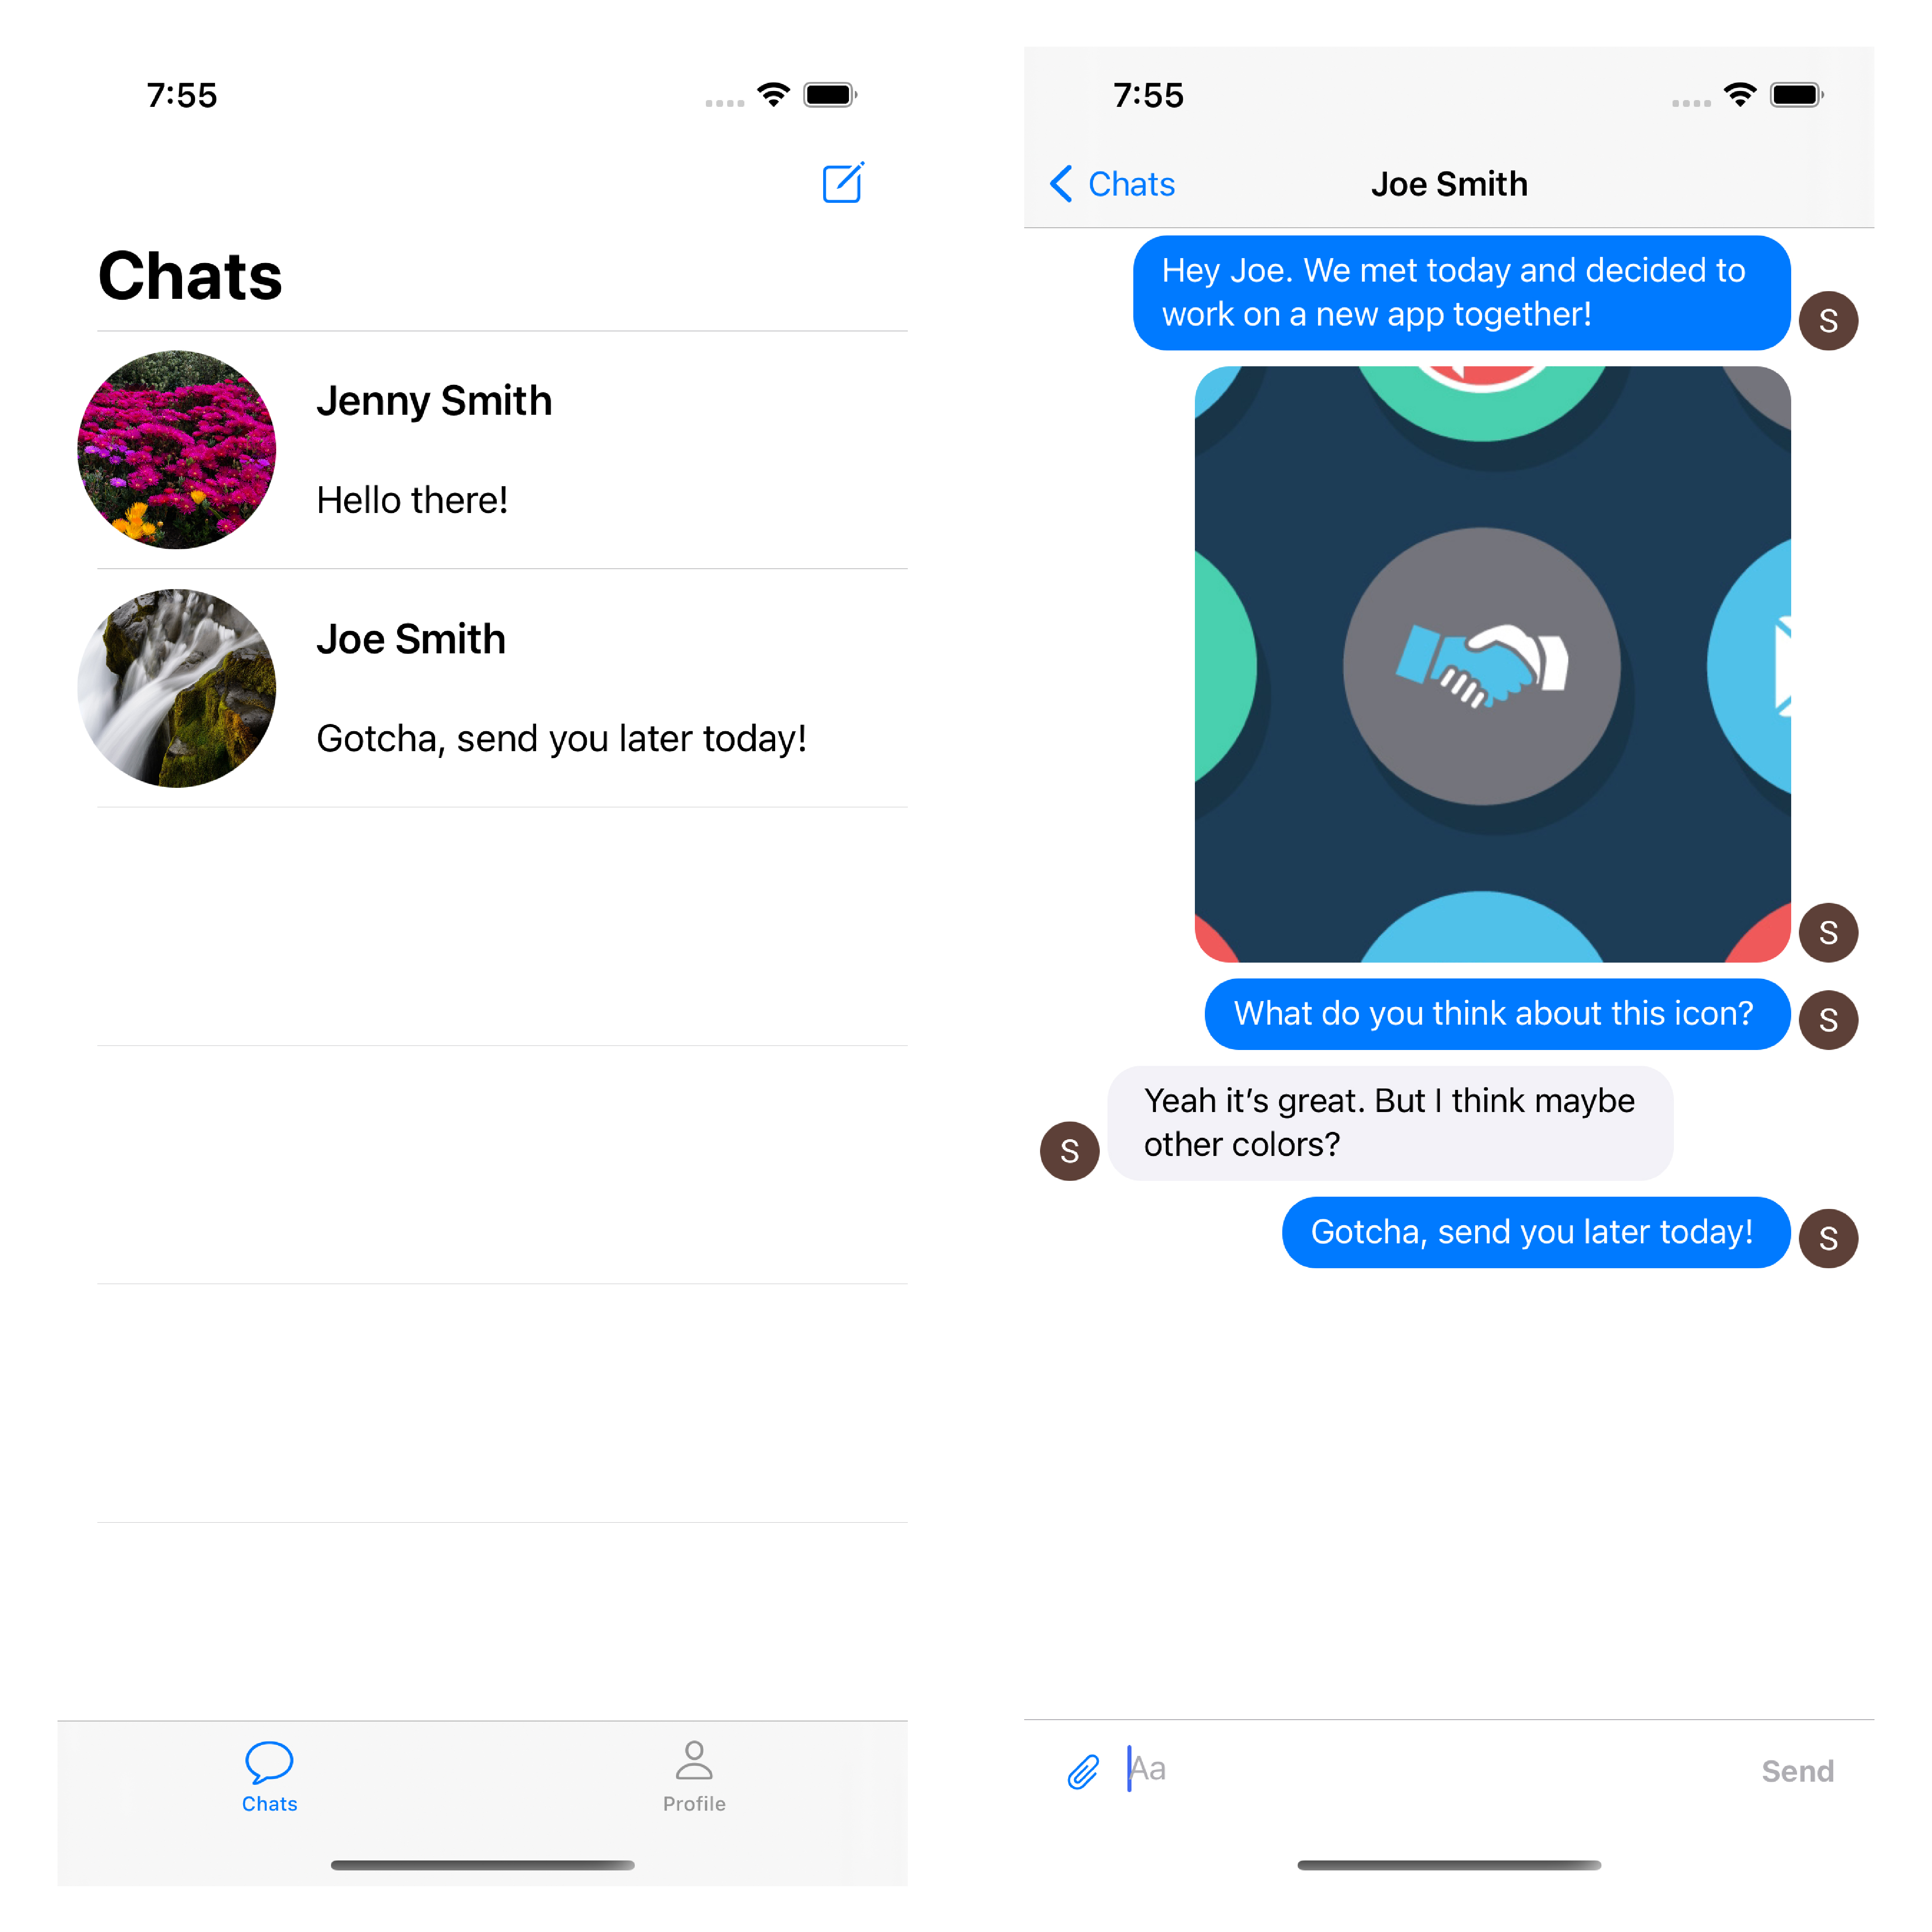 7:55
Chats
Jenny Smith
Hello there!
Joe Smith
Gotcha, send you later today!
Chats
Profile
7:55
Chats
Joe Smith
Hey Joe. We met today and decided to
work on a new app together!
S
S
What do you think about this icon?
S
Yeah it’s great. But I think maybe
other colors?
S
Gotcha, send you later today!
S
Aa
Send